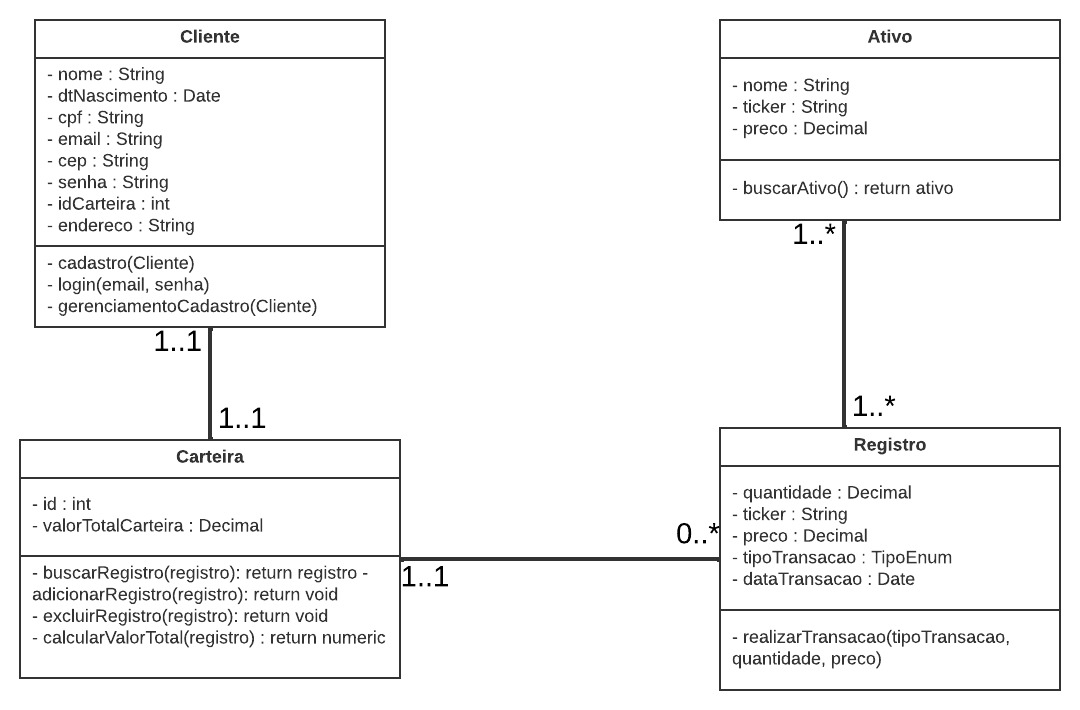 Cliente
- nome : String
- dtNascimento : Date
- cpf : String
- email : String
- cep : String
- senha : String
- idCarteira : int
- endereco : String
- cadastro(Cliente)
- login(email, senha)
- gerenciamentoCadastro(Cliente)
1..1
1..1
Carteira
- id : int
- valorTotalCarteira : Decimal
- buscarRegistro(registro): return registro -
adicionarRegistro(registro): return void
- excluirRegistro(registro): return void
- calcularValorTotal(registro) : return numeric
1..1
0..*
Ativo
- nome : String
- ticker : String
- preco : Decimal
- buscarAtivo() : return ativo
1..*
1..*
Registro
- quantidade : Decimal
- ticker : String
- preco : Decimal
- tipoTransacao : TipoEnum
- dataTransacao : Date
- realizarTransacao(tipoTransacao,
quantidade, preco)